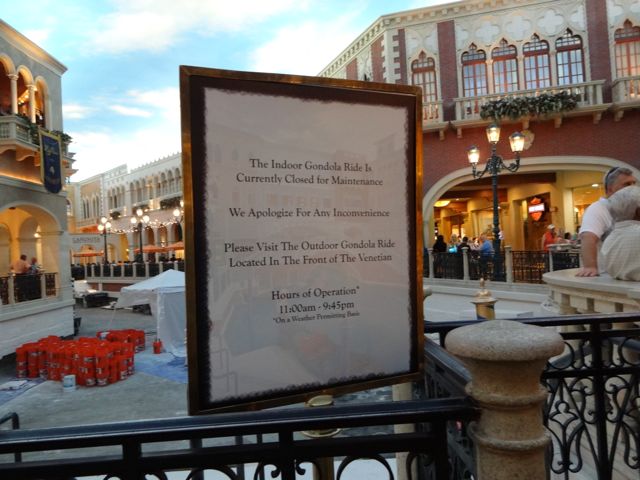 The Indoor Gondola Ride Is
Currently Closed for Maintenance
We Apologize For Any Inconvenience
Please Visit The Outdoor Gondola Ride
Located In The Front of The Venetian
Hours of Operation*
11:00am - 9:45pm
*On a Weather Permitting Basis